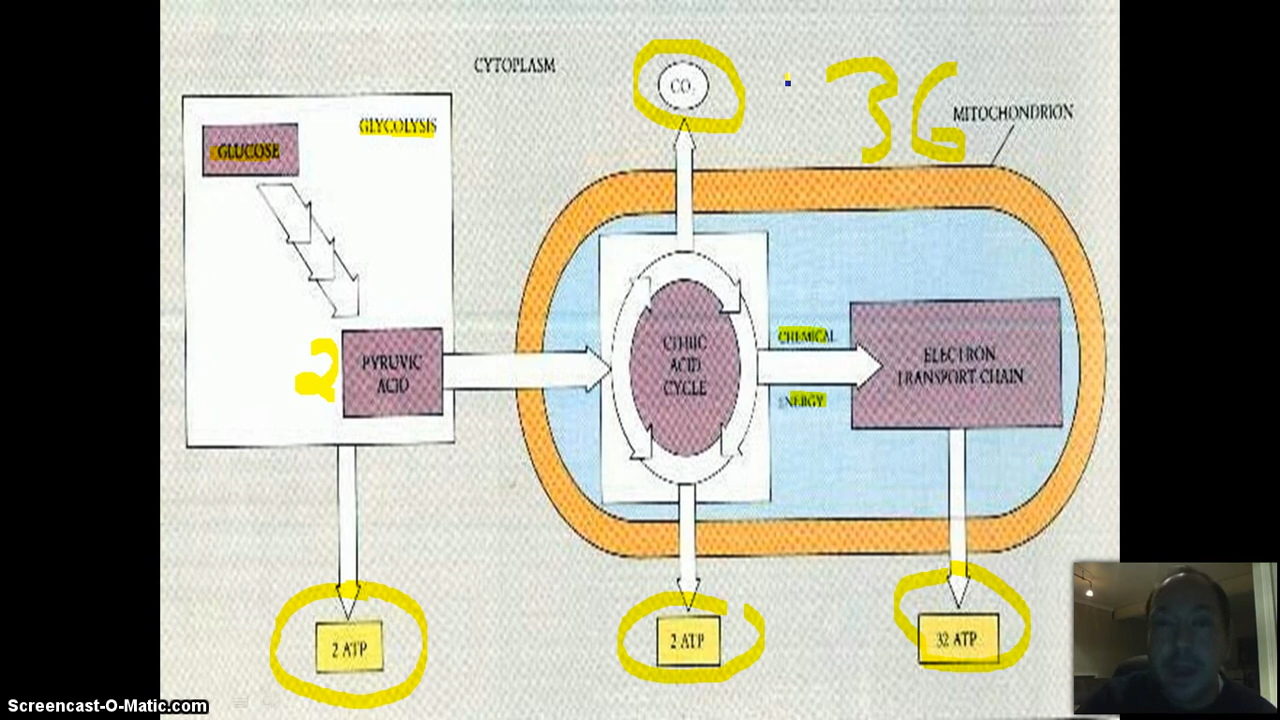 CYTOPLASM
CO2
36
MITOCHONDRION
GLYCOLYSIS
GLUCOSE
2
PYRUVIC
ACID
CITRIC
ACID
CYCLE
CHEMICAL
ENERGY
ELECTRON
TRANSPORT CHAIN
2 ATP
2 ATP
32 ATP
Screencast-O-Matic.com